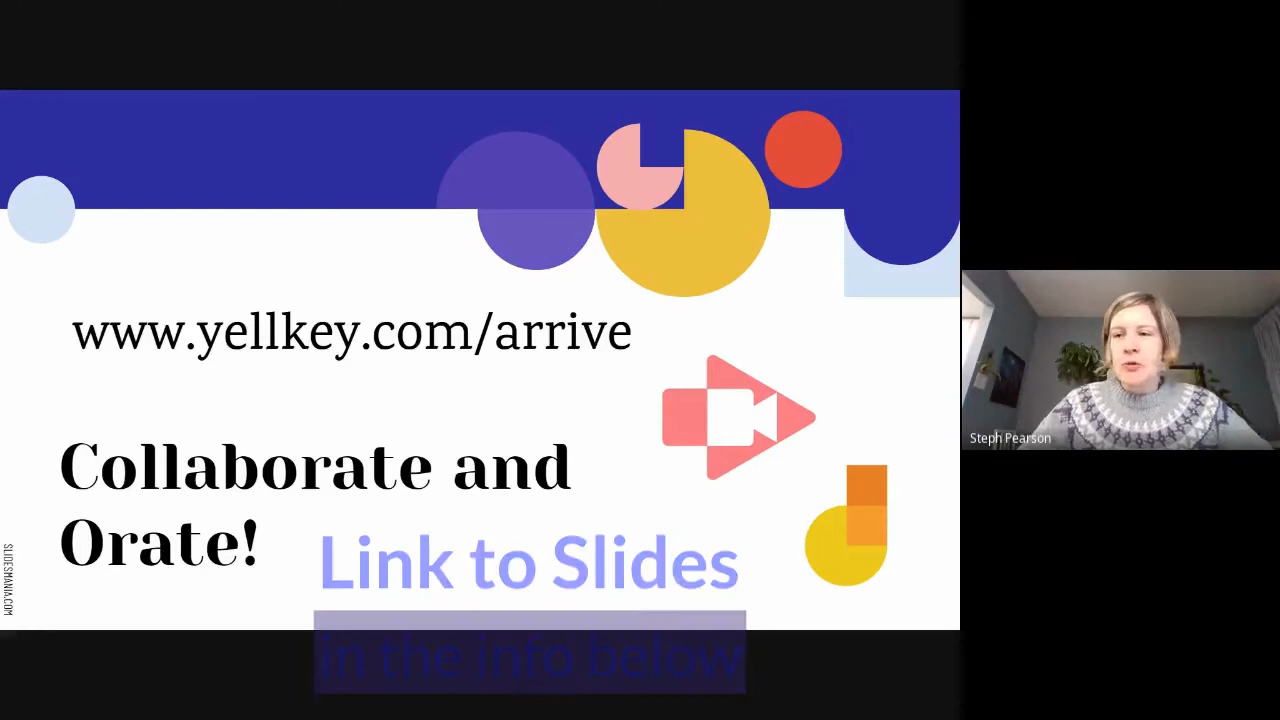 www.yellkey.com/arrive
Collaborate and
Orate!
Link to Slides
in the info below
SLIDESMANIA.COM
Steph Pearson